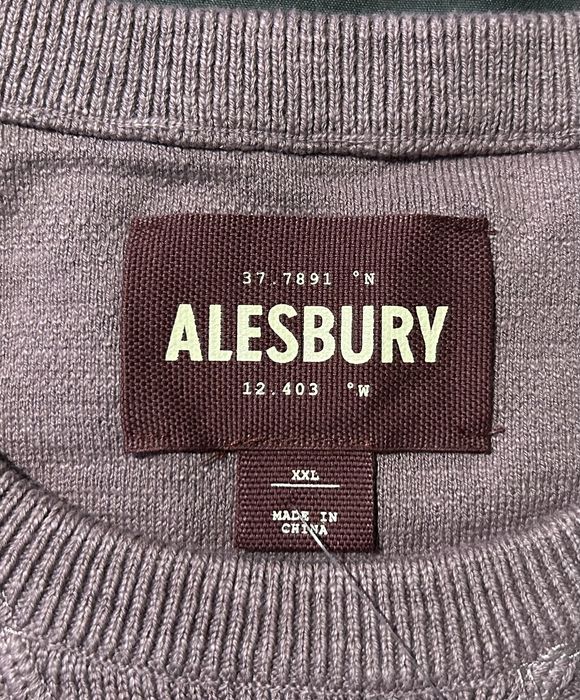 37.7891 °N
ALESBURY
12.403 °W
XXL
MADE IN
CHINA